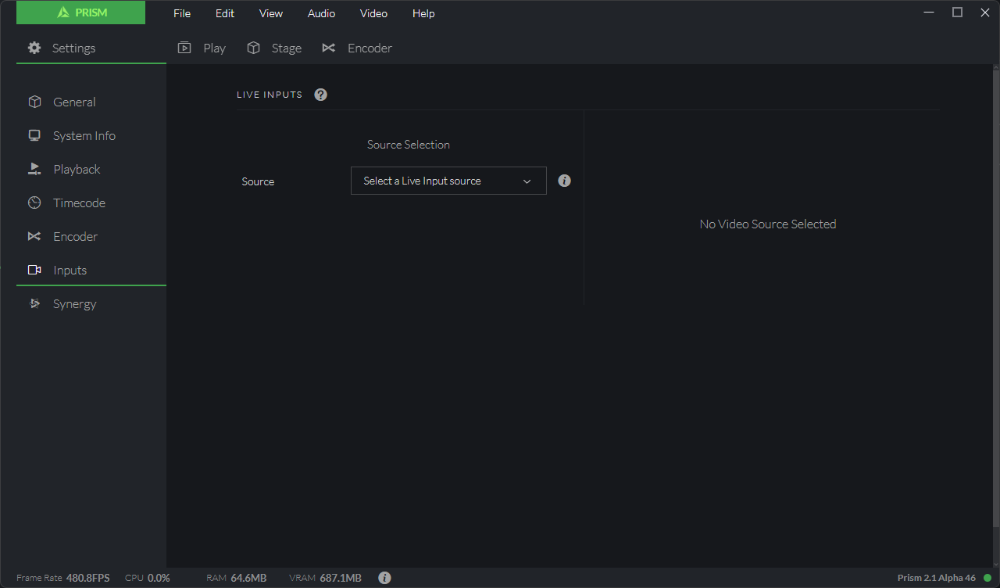 PRISM File Edit View Audio Video Help
Settings Play Stage Encoder
LIVE INPUTS ?
General
System Info
Playback
Timecode
Encoder
Inputs
Synergy
Source Selection
Source Select a Live Input source i
No Video Source Selected
Frame Rate 480.8FPS CPU 0.0% RAM 64.6MB VRAM 687.1MB i Prism 2.1 Alpha 46